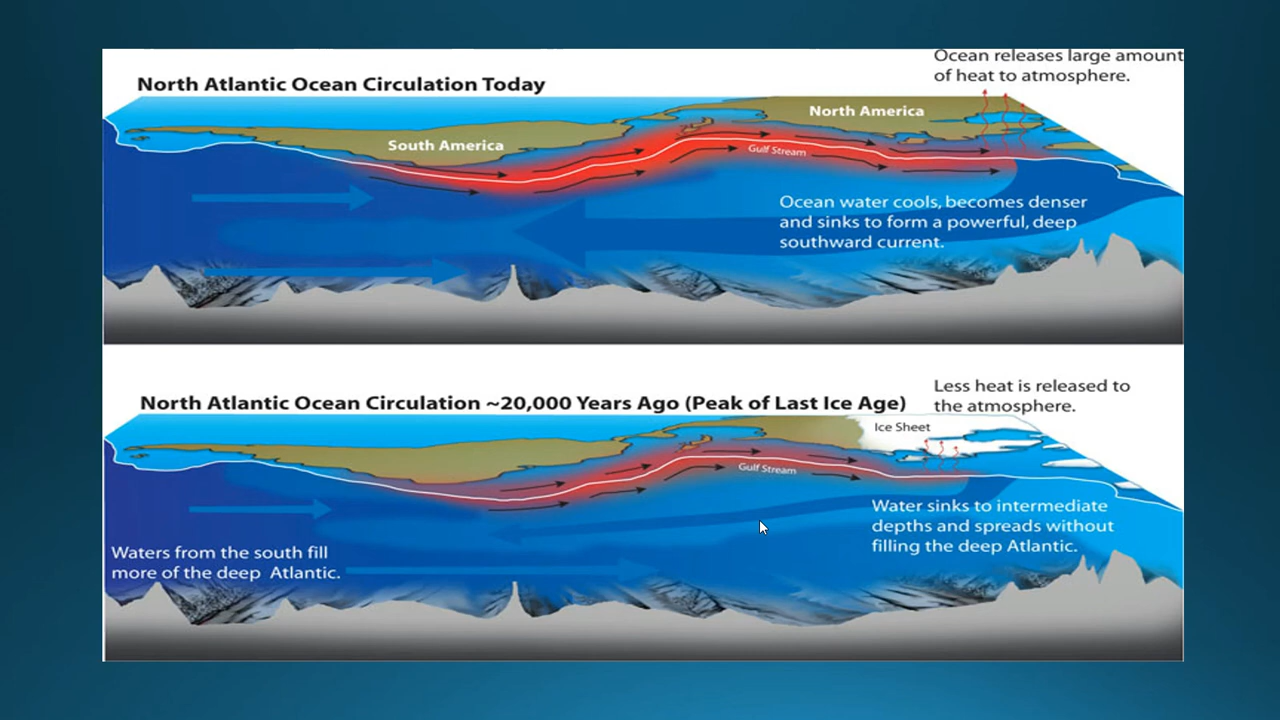 Ocean releases large amount
of heat to atmosphere.
North Atlantic Ocean Circulation Today
North America
South America
Gulf Stream
Ocean water cools, becomes denser
and sinks to form a powerful, deep
southward current.
Less heat is released to
the atmosphere.
North Atlantic Ocean Circulation ~20,000 Years Ago (Peak of Last Ice Age)
Ice Sheet
Gulf Stream
Water sinks to intermediate
depths and spreads without
filling the deep Atlantic.
Waters from the south fill
more of the deep Atlantic.